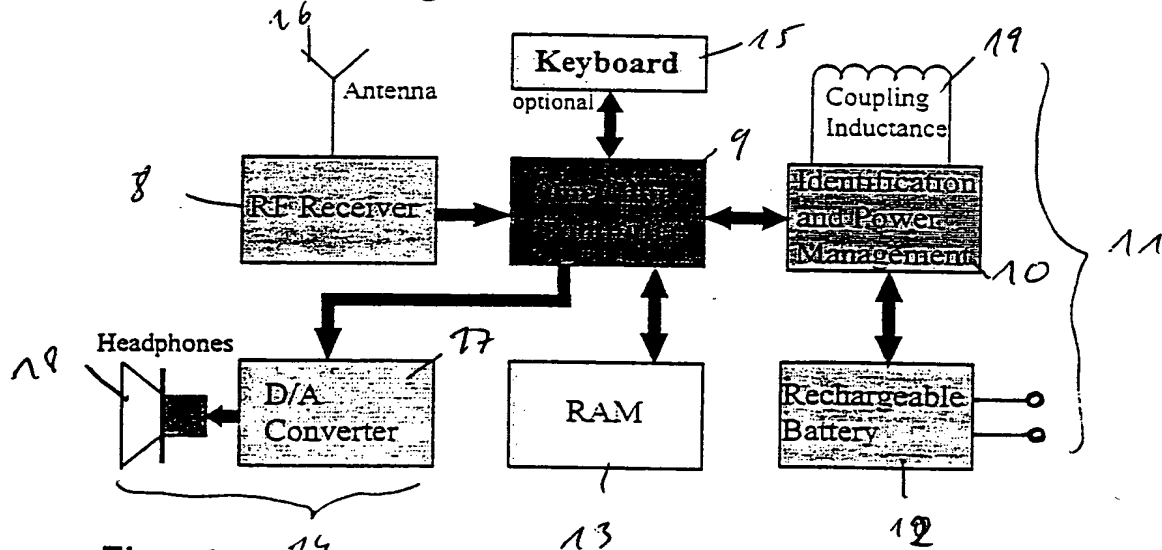 16
Keyboard
15
19
Antenna
optional
Coupling
Inductance
9
8
RF Receiver
Identification
and Power
Management
10
11
Headphones
17
18
D/A
Converter
RAM
Rechargeable
Battery
14
13
12